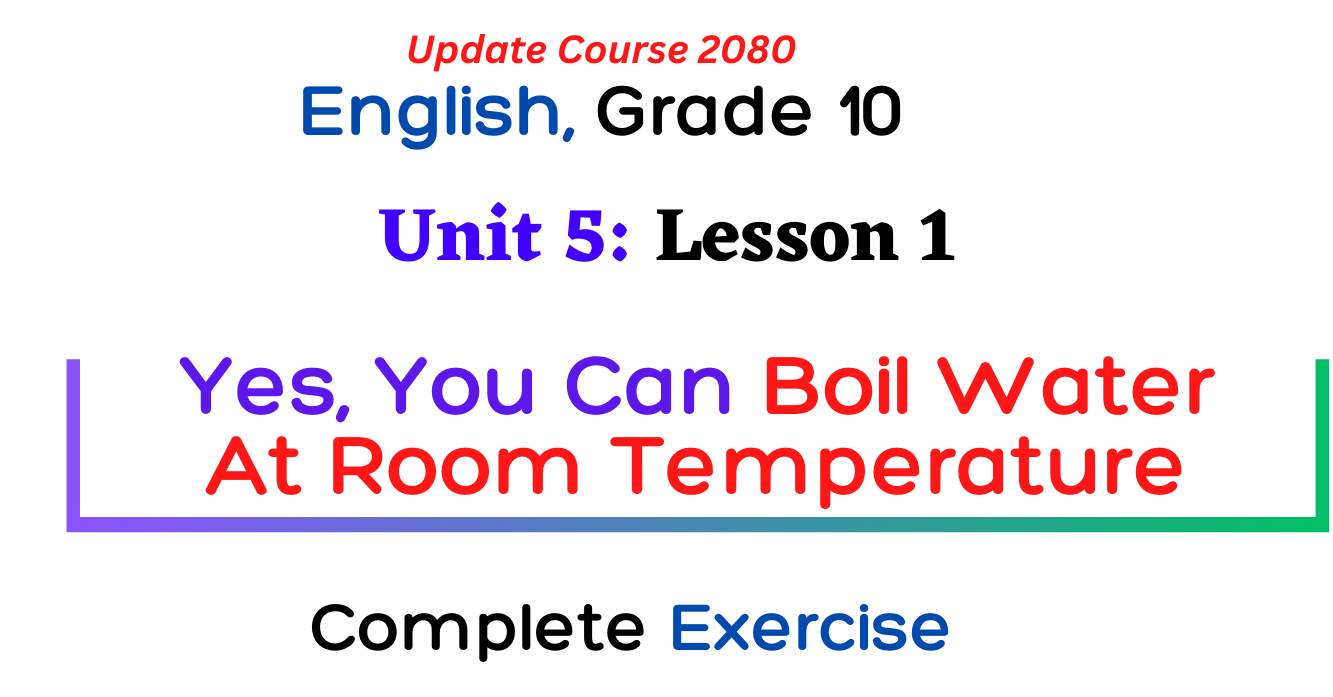 Update Course 2080
English, Grade 10
Unit 5: Lesson 1
Yes, You Can Boil Water
At Room Temperature
Complete Exercise